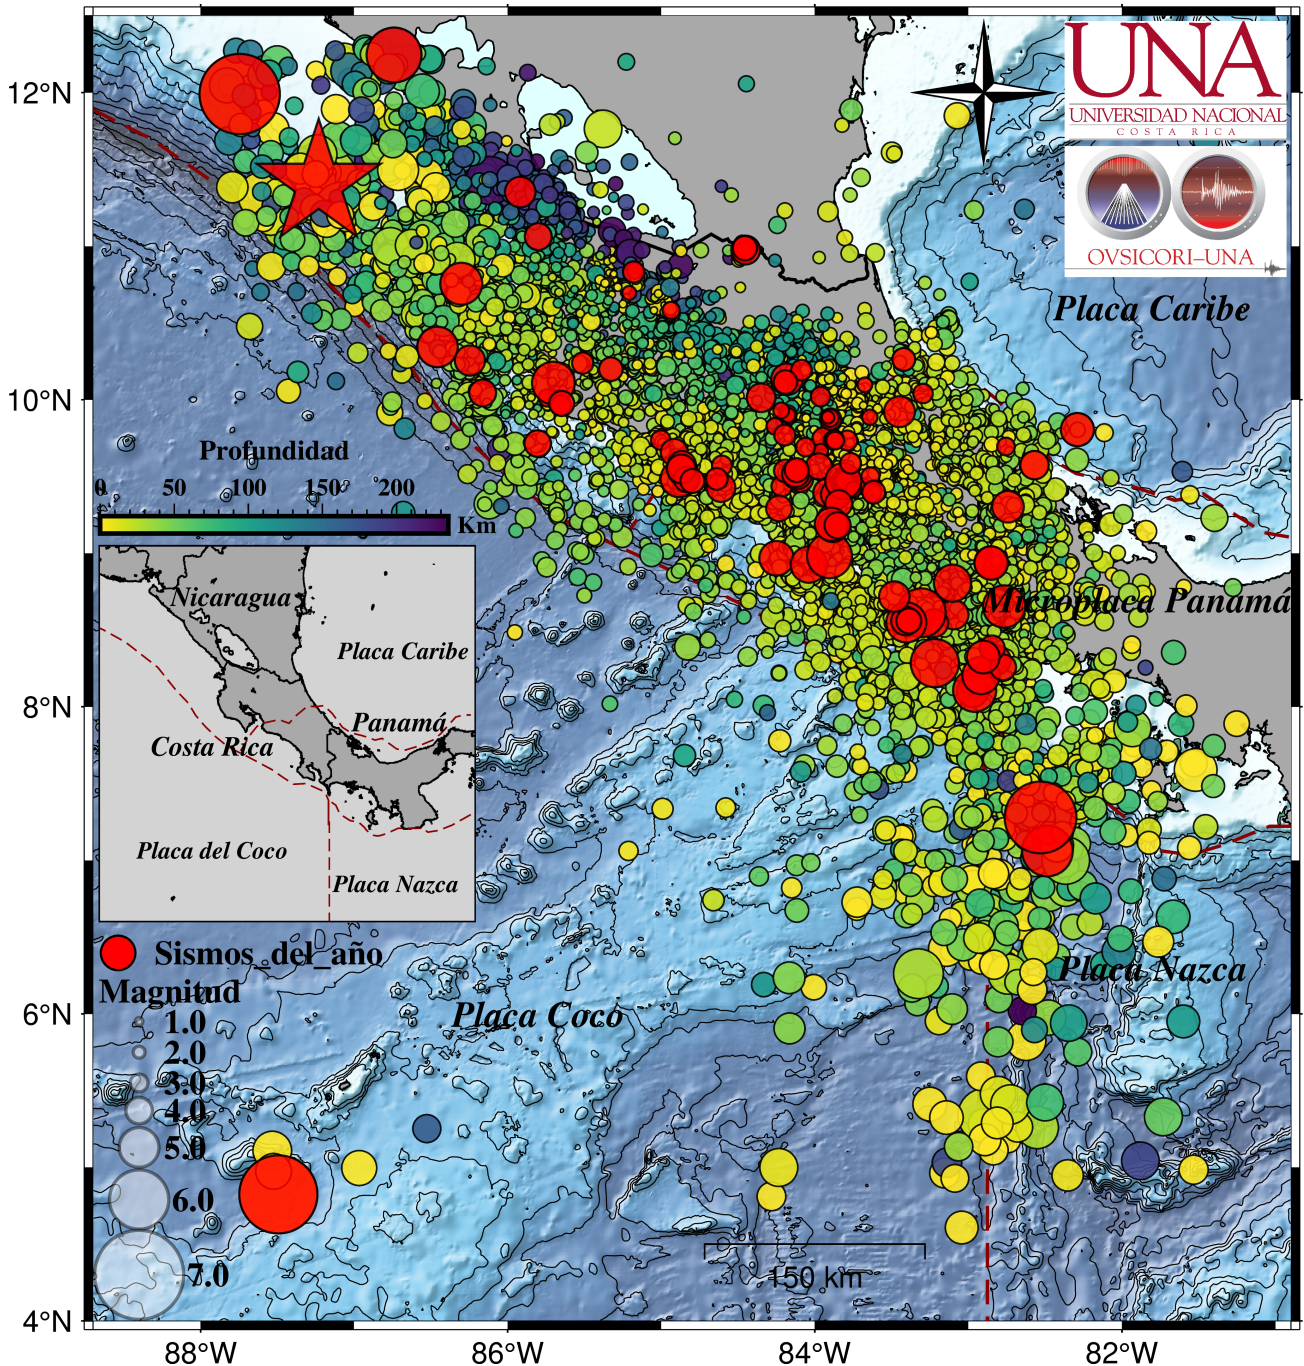 12°N
10°N
8°N
6°N
4°N
88°W
86°W
84°W
82°W
UNA
UNIVERSIDAD NACIONAL
COSTA RICA
OVSICORI–UNA
Placa Caribe
Profundidad
0 50 100 150 200
Km
Nicaragua
Placa Caribe
Panamá
Costa Rica
Placa del Coco
Placa Nazca
Microplaca Panamá
Sismos_del_año
Magnitud
1.0
2.0
3.0
4.0
5.0
6.0
7.0
Placa Coco
Placa Nazca
150 km